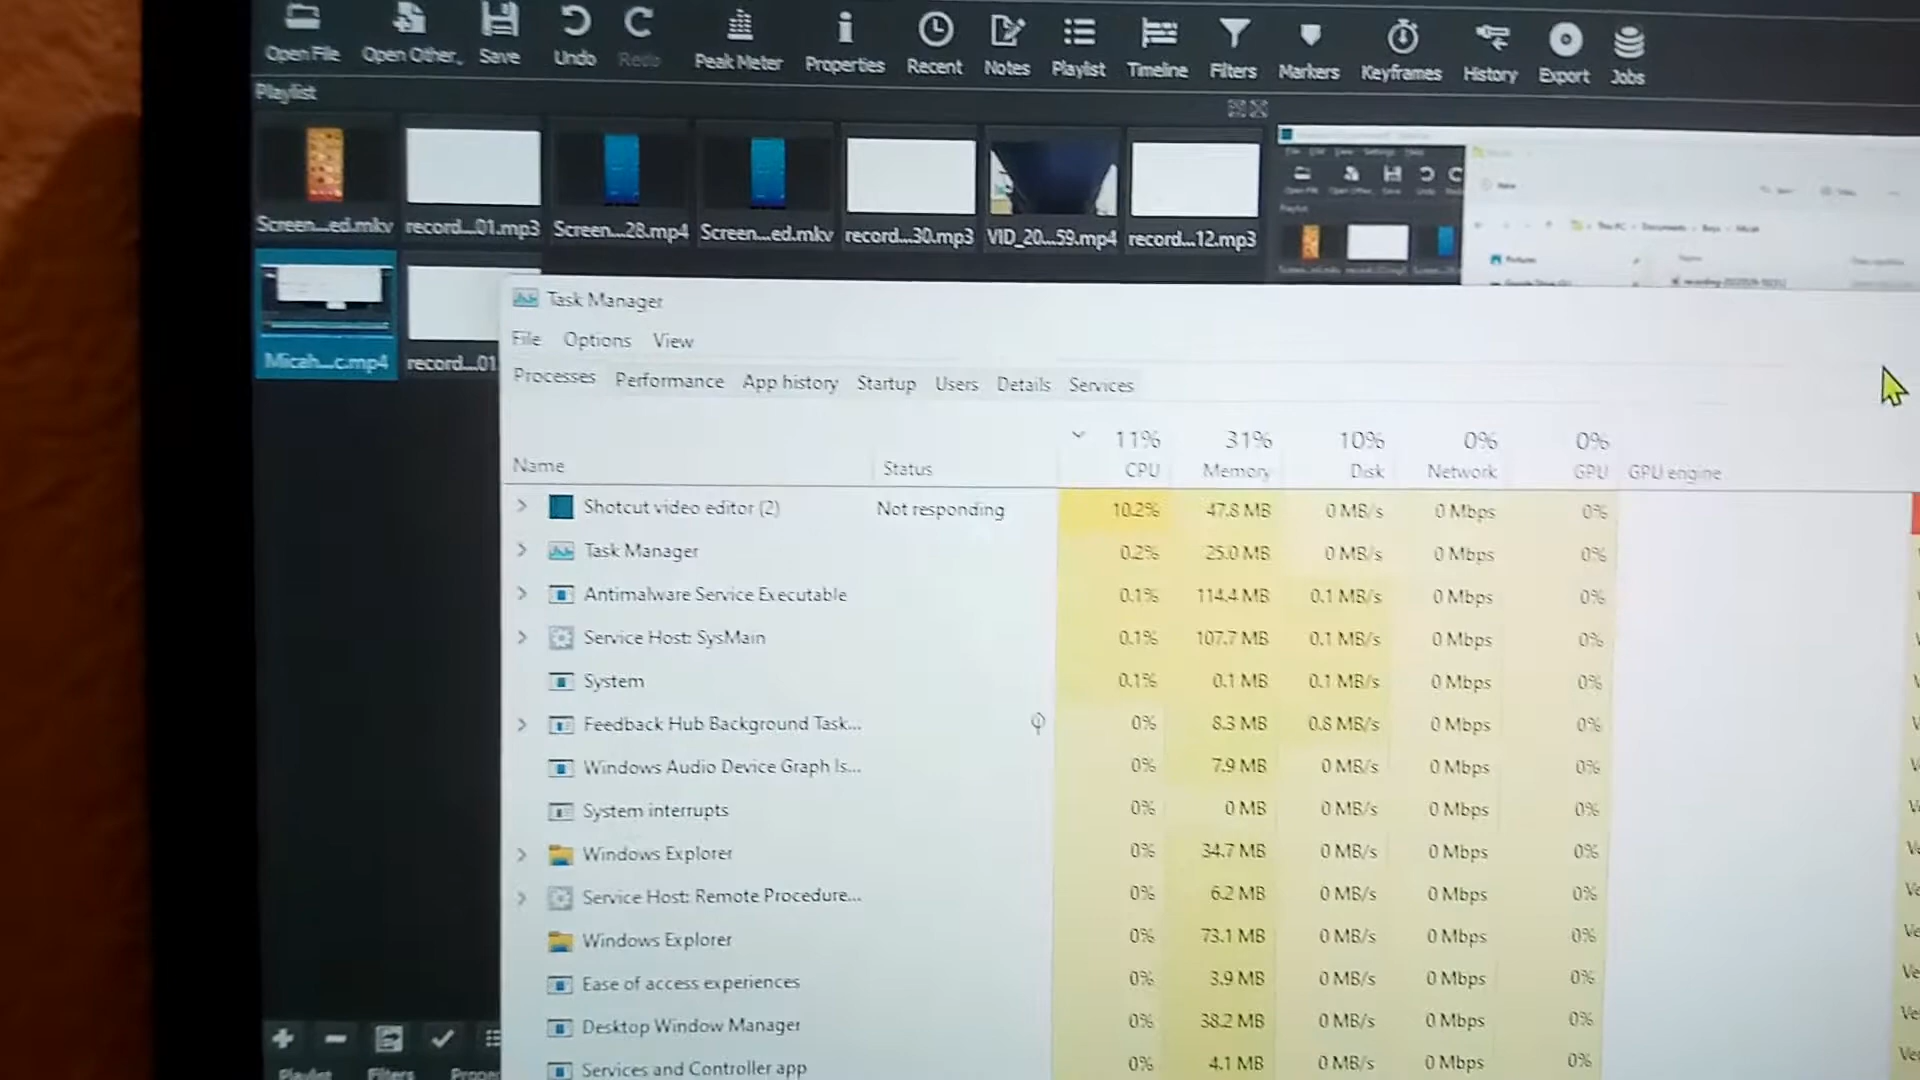 Open File Open Other.. Save Undo Redo Peak Meter Properties Recent Notes Playlist Timeline Filters Markers Keyframes History Export Jobs
Playlist
Screen...ed.mkv record...01.mp3 Screen...28.mp4 Screen...ed.mkv record...30.mp3 VID_20...59.mp4 record...12.mp3
Micah...c.mp4 record...01
Task Manager
File Options View
Processes Performance App history Startup Users Details Services
11% 31% 10% 0% 0%
Name Status CPU Memory Disk Network GPU GPU engine
Shotcut video editor (2) Not responding 10.2% 47.8 MB 0 MB/s 0 Mbps 0%
Task Manager 0.2% 25.0 MB 0 MB/s 0 Mbps 0%
Antimalware Service Executable 0.1% 114.4 MB 0.1 MB/s 0 Mbps 0%
Service Host: SysMain 0.1% 107.7 MB 0.1 MB/s 0 Mbps 0%
System 0.1% 0.1 MB 0.1 MB/s 0 Mbps 0%
Feedback Hub Background Task... 0% 8.3 MB 0.8 MB/s 0 Mbps 0%
Windows Audio Device Graph Is... 0% 7.9 MB 0 MB/s 0 Mbps 0%
System interrupts 0% 0 MB 0 MB/s 0 Mbps 0%
Windows Explorer 0% 34.7 MB 0 MB/s 0 Mbps 0%
Service Host: Remote Procedure... 0% 6.2 MB 0 MB/s 0 Mbps 0%
Windows Explorer 0% 73.1 MB 0 MB/s 0 Mbps 0%
Ease of access experiences 0% 3.9 MB 0 MB/s 0 Mbps 0%
Desktop Window Manager 0% 38.2 MB 0 MB/s 0 Mbps 0%
Services and Controller app 0% 4.1 MB 0 MB/s 0 Mbps 0%
Playlist Filters